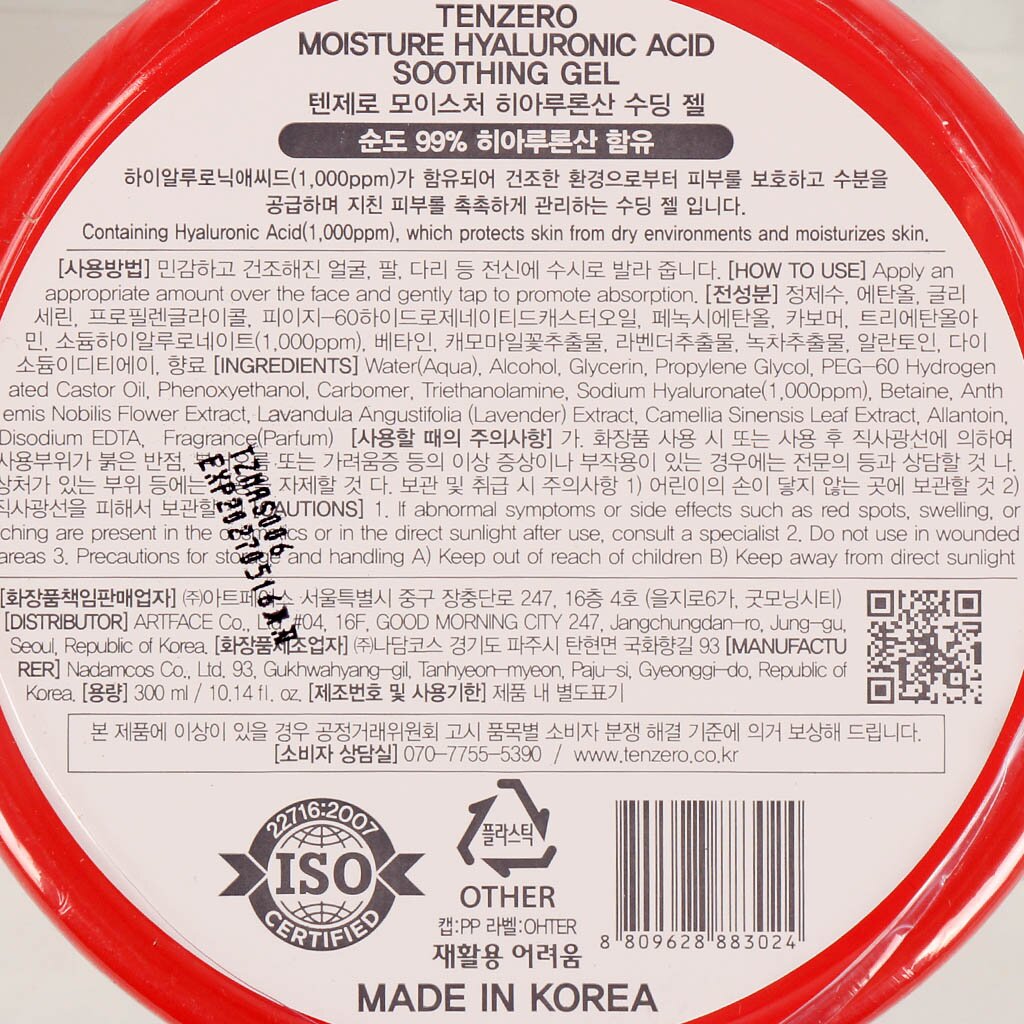 TENZERO
MOISTURE HYALURONIC ACID
SOOTHING GEL
텐제로 모이스처 히아루론산 수딩 젤
순도 99% 히아루론산 함유
하이알루로닉애씨드(1,000ppm)가 함유되어 건조한 환경으로부터 피부를 보호하고 수분을
공급하며 지친 피부를 촉촉하게 관리하는 수딩 젤 입니다.
Containing Hyaluronic Acid(1,000ppm), which protects skin from dry environments and moisturizes skin.
[사용방법] 민감하고 건조해진 얼굴, 팔, 다리 등 전신에 수시로 발라 줍니다. [HOW TO USE] Apply an
appropriate amount over the face and gently tap to promote absorption. [전성분] 정제수, 에탄올, 글리
세린, 프로필렌글라이콜, 피이지-60하이드로제네이티드캐스터오일, 페녹시에탄올, 카보머, 트리에탄올아
민, 소듐하이알루로네이트(1,000ppm), 베타인, 캐모마일꽃추출물, 라벤더추출물, 녹차추출물, 알란토인, 다이
소듐이디티에이, 향료 [INGREDIENTS] Water(Aqua), Alcohol, Glycerin, Propylene Glycol, PEG-60 Hydrogen
ated Castor Oil, Phenoxyethanol, Carbomer, Triethanolamine, Sodium Hyaluronate(1,000ppm), Betaine, Anth
emis Nobilis Flower Extract, Lavandula Angustifolia (Lavender) Extract, Camellia Sinensis Leaf Extract, Allantoin,
Disodium EDTA, Fragrance(Parfum) [사용할 때의 주의사항] 가. 화장품 사용 시 또는 사용 후 직사광선에 의하여
사용부위가 붉은 반점, 또는 가려움증 등의 이상 증상이나 부작용이 있는 경우에는 전문의 등과 상담할 것 나.
상처가 있는 부위 등에는 자제할 것 다. 보관 및 취급 시 주의사항 1) 어린이의 손이 닿지 않는 곳에 보관할 것 2)
직사광선을 피해서 보관할 [CAUTIONS] 1. If abnormal symptoms or side effects such as red spots, swelling, or
ching are present in the cosmetics or in the direct sunlight after use, consult a specialist 2. Do not use in wounded
areas 3. Precautions for storage and handling A) Keep out of reach of children B) Keep away from direct sunlight
EXP20270516
[화장품책임판매업자] ㈜아트페이스 서울특별시 중구 장충단로 247, 16층 4호 (을지로6가, 굿모닝시티)
[DISTRIBUTOR] ARTFACE Co., Ltd. #04, 16F, GOOD MORNING CITY 247, Jangchungdan-ro, Jung-gu,
Seoul, Republic of Korea. [화장품제조업자] ㈜나담코스 경기도 파주시 탄현면 국화향길 93 [MANUFACTU
RER] Nadamcos Co., Ltd, 93, Gukhwahyang-gil, Tanhyeon-myeon, Paju-si, Gyeonggi-do, Republic of
Korea. [용량] 300 ml / 10.14 fl. oz. [제조번호 및 사용기한] 제품 내 별도표기
본 제품에 이상이 있을 경우 공정거래위원회 고시 품목별 소비자 분쟁 해결 기준에 의거 보상해 드립니다.
[소비자 상담실] 070-7755-5390 / www.tenzero.co.kr
22716:2007
ISO
CERTIFIED
플라스틱
OTHER
캡:PP 라벨:OHTER
재활용 어려움
8 809628 883024
MADE IN KOREA